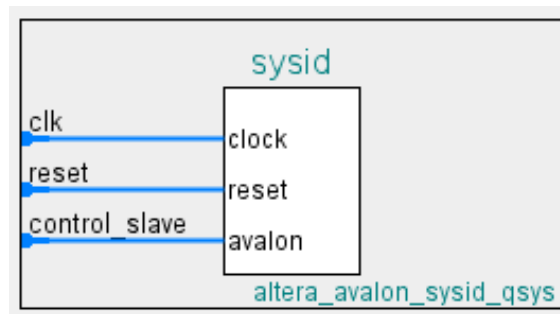 sysid
clk
clock
reset
reset
control_slave
avalon
altera_avalon_sysid_qsys